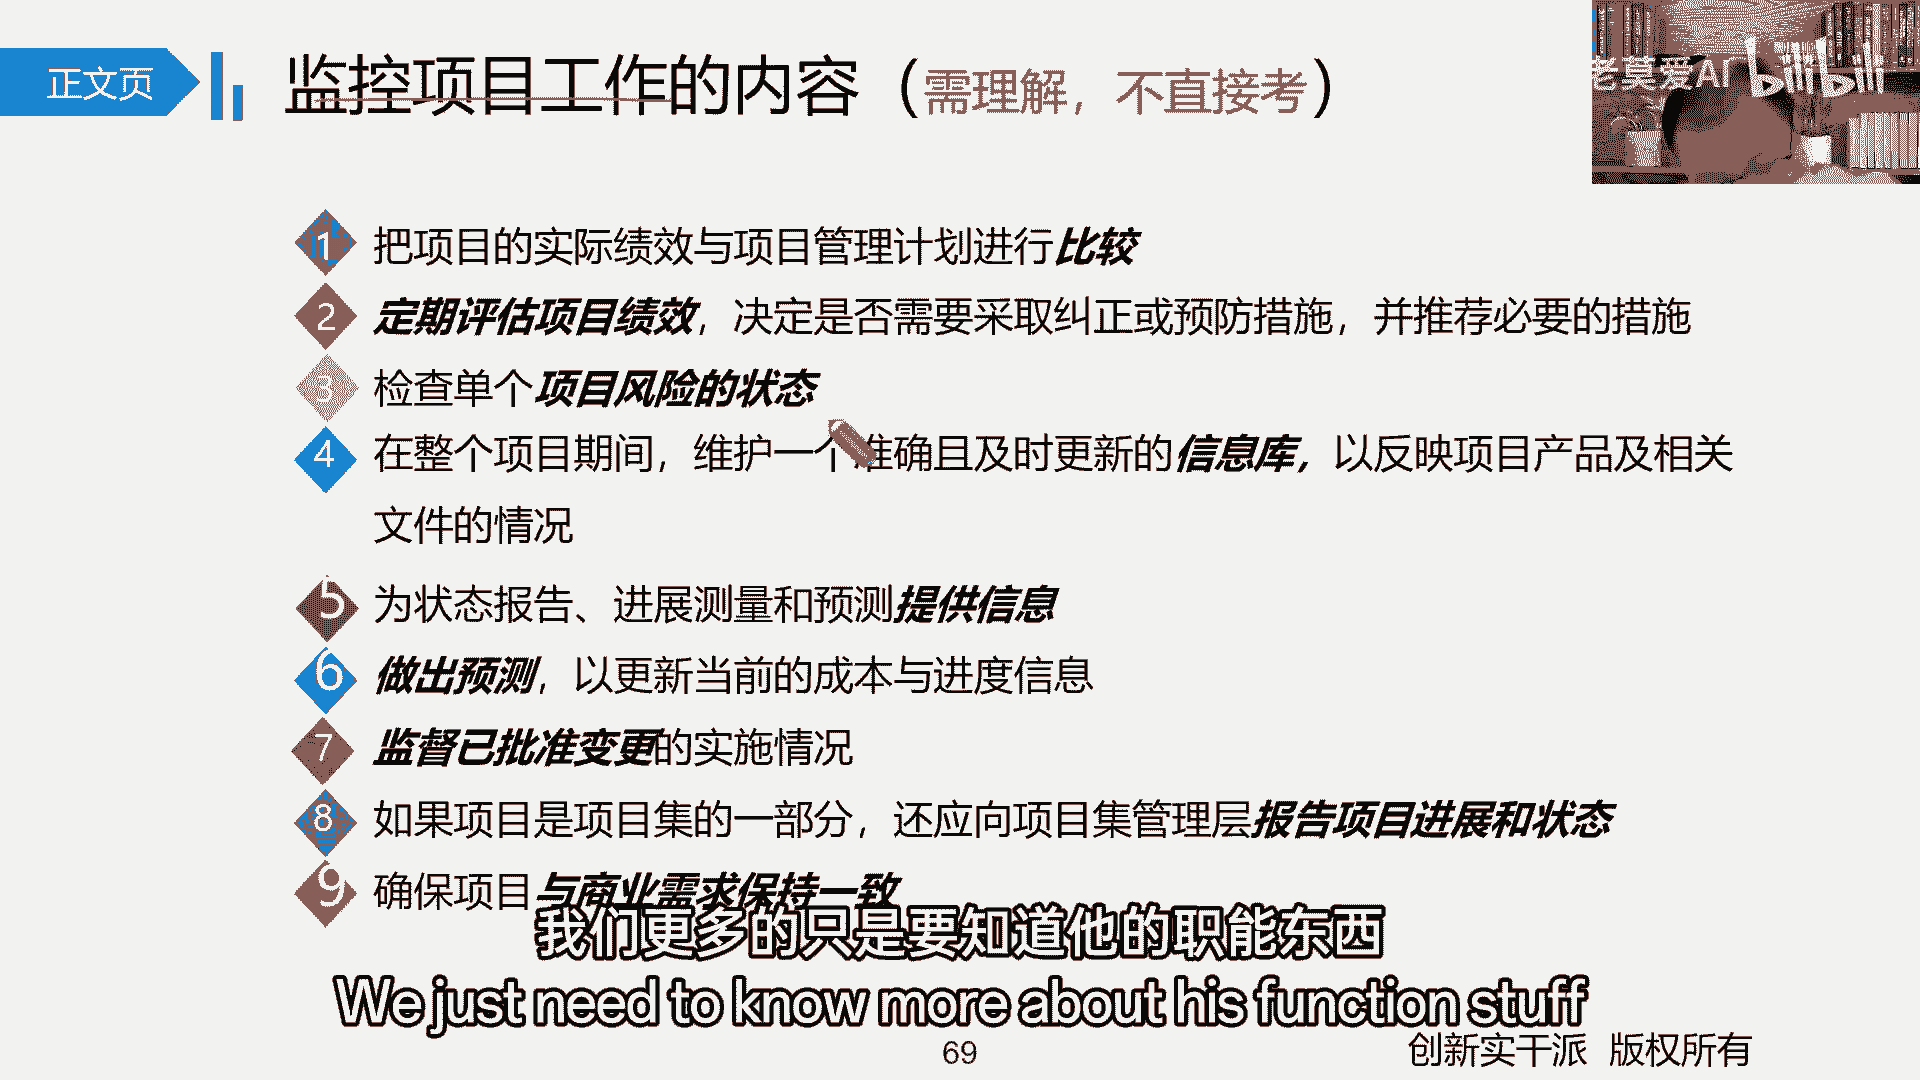 正文页
监控项目工作的内容（需理解，不直接考）
老莫爱AI
bilibili
1 把项目的实际绩效与项目管理计划进行比较
2 定期评估项目绩效，决定是否需要采取纠正或预防措施，并推荐必要的措施
3 检查单个项目风险的状态
4 在整个项目期间，维护一个准确且及时更新的信息库，以反映项目产品及相关
文件的情况
5 为状态报告、进展测量和预测提供信息
6 做出预测，以更新当前的成本与进度信息
7 监督已批准变更的实施情况
8 如果项目是项目集的一部分，还应向项目集管理层报告项目进展和状态
9 确保项目与商业需求保持一致
我们更多的只是要知道他的职能东西
We just need to know more about his function stuff
69
创新实干派 版权所有